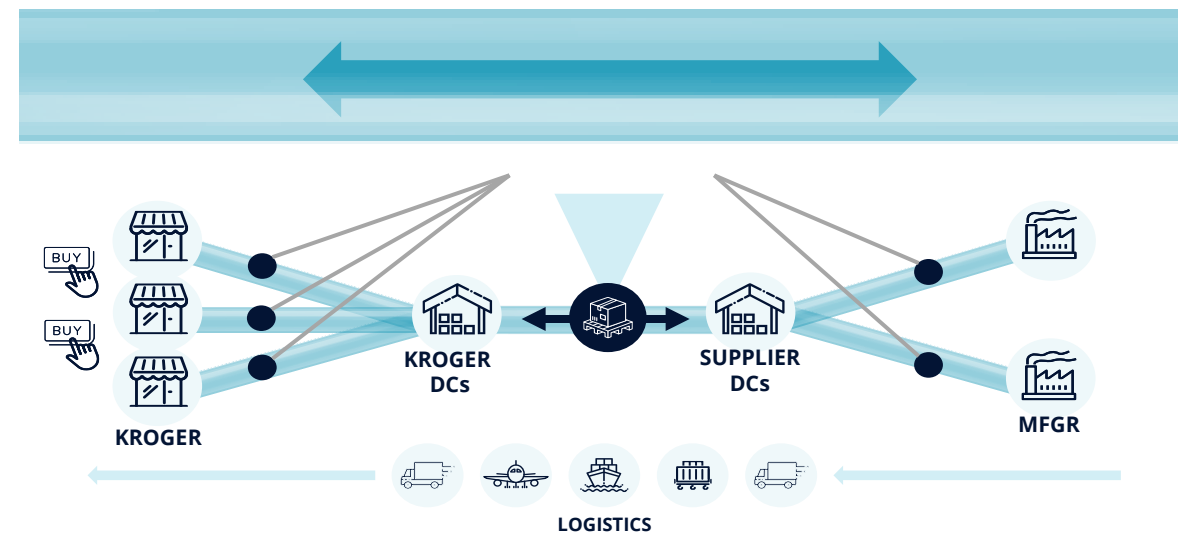 BUY
BUY
KROGER
KROGER
DCs
SUPPLIER
DCs
MFGR
LOGISTICS